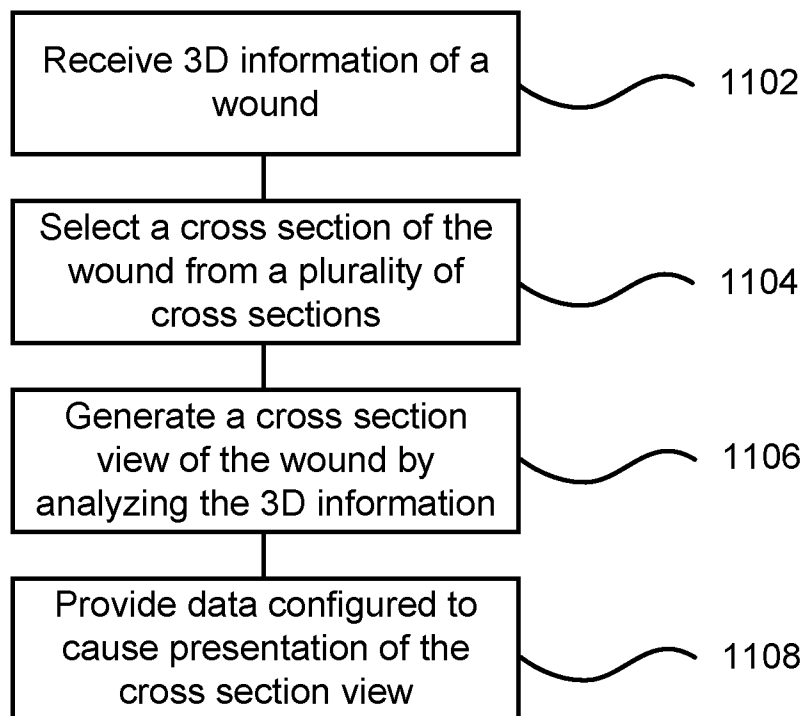 Receive 3D information of a
wound
1102
Select a cross section of the
wound from a plurality of
cross sections
1104
Generate a cross section
view of the wound by
analyzing the 3D information
1106
Provide data configured to
cause presentation of the
cross section view
1108